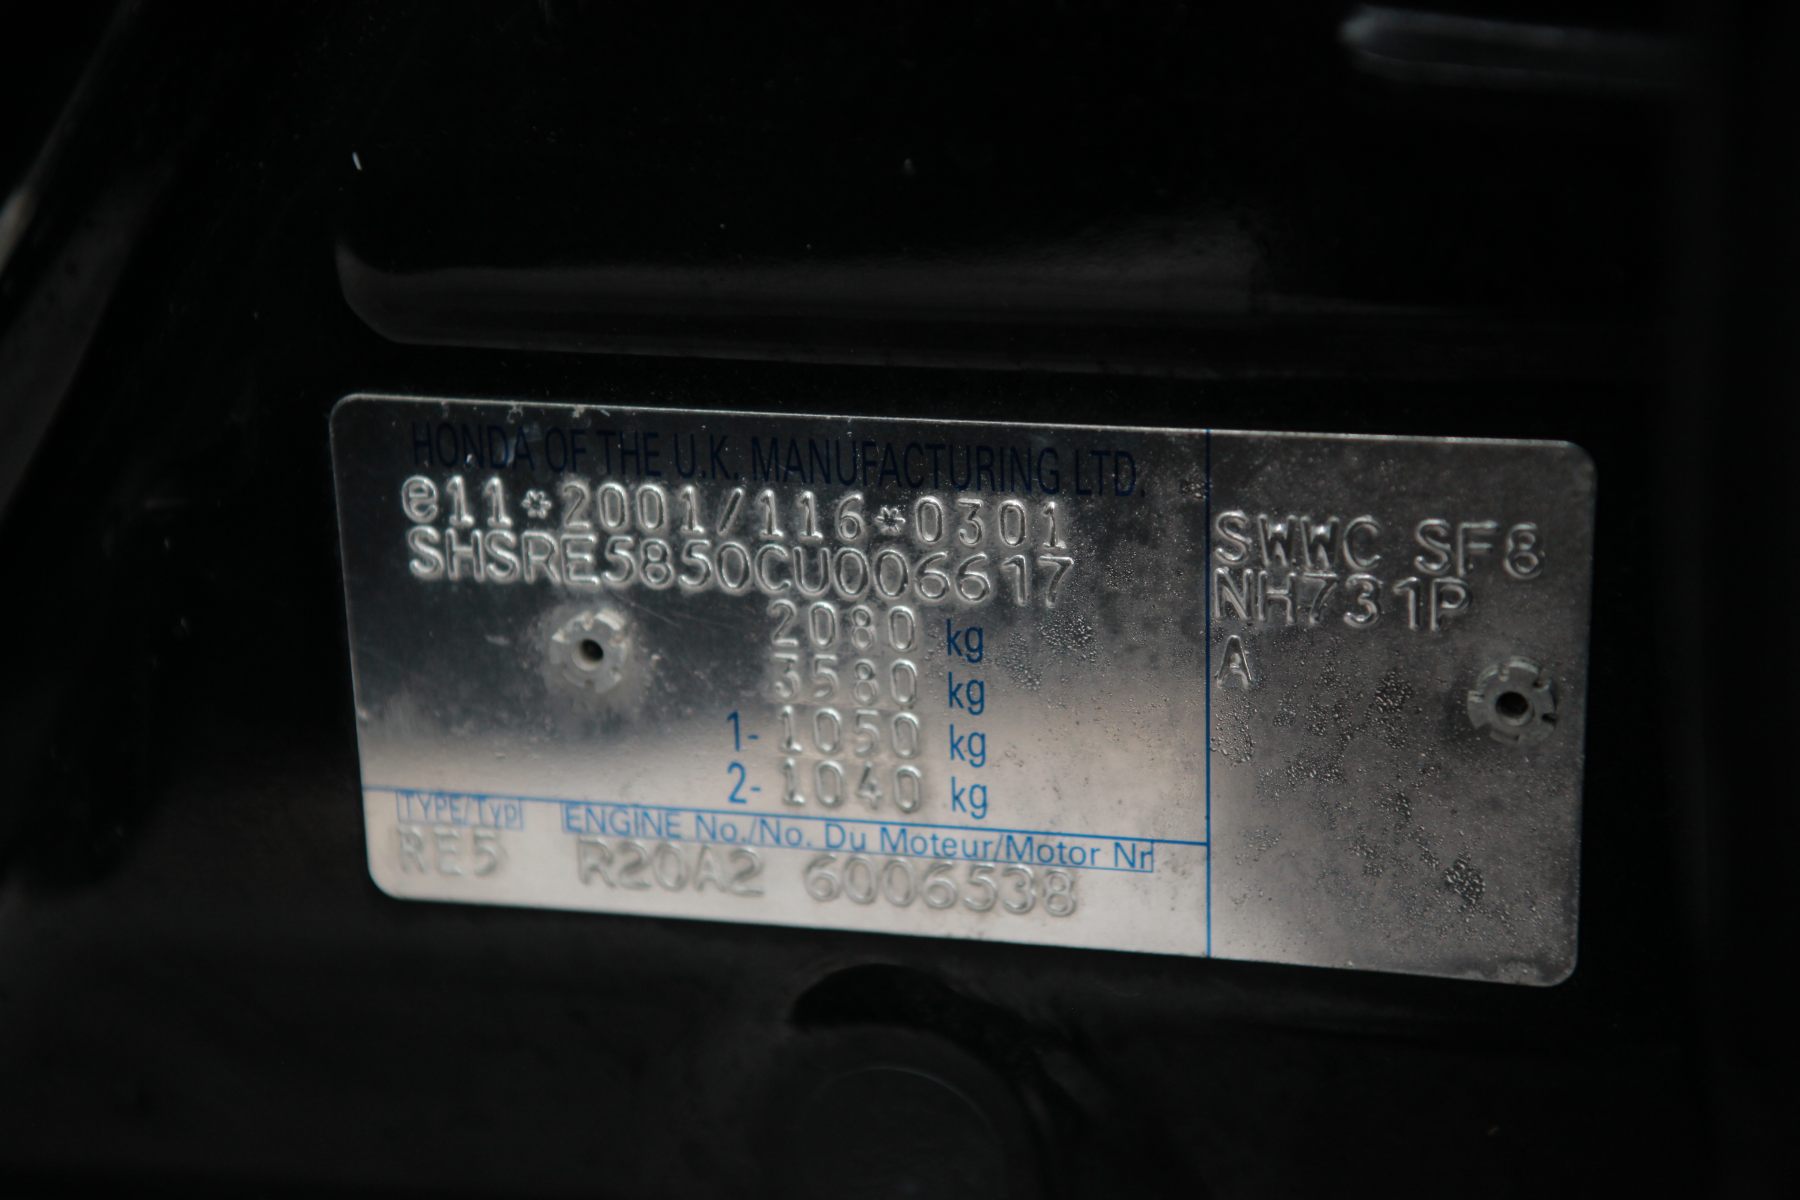 HONDA OF THE U.K. MANUFACTURING LTD.
e11*2001/116*0301
SHSRE5850CU006617
2080 kg
3580 kg
1- 1050 kg
2- 1040 kg
TYPE/Typ
ENGINE No./No. Du Moteur/Motor Nr
RE5
R20A2 6006538
SWWC SF8
NH731P
A